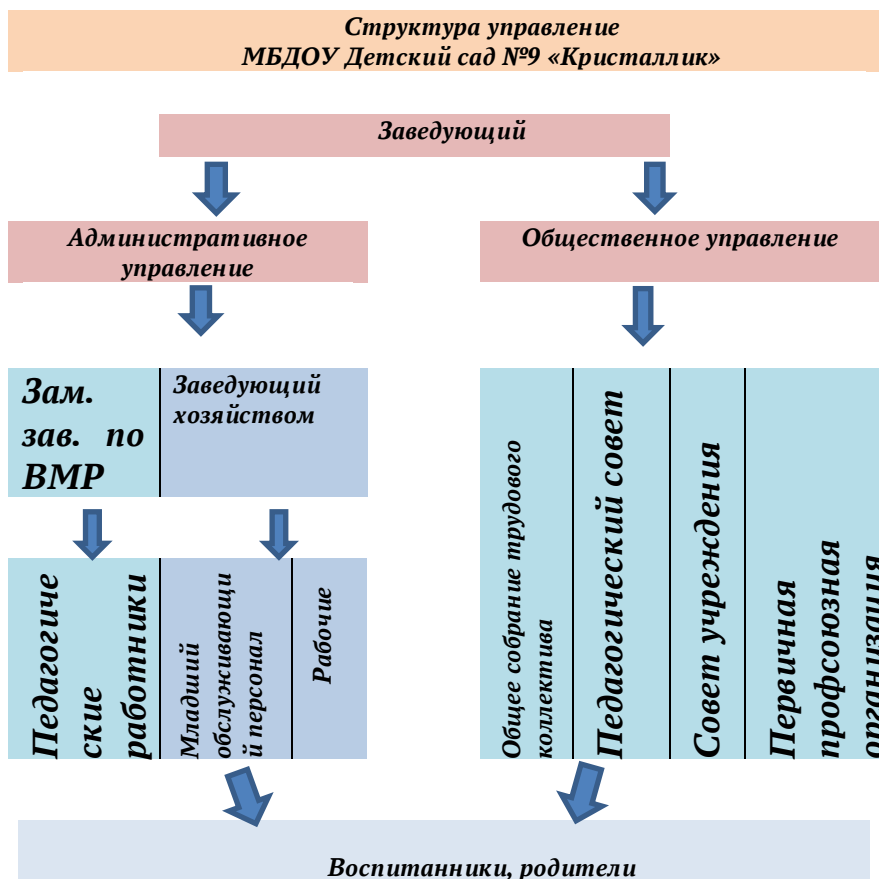 Структура управление
МБДОУ Детский сад №9 «Кристаллик»
Заведующий
Административное
управление
Общественное управление
Зам.
зав. по
ВМР
Заведующий
хозяйством
Педагогиче
ские
работники
Младший
обслуживающи
й персонал
Рабочие
Общее собрание трудового
коллектива
Педагогический совет
Совет учреждения
Первичная
профсоюзная
организация
Воспитанники, родители